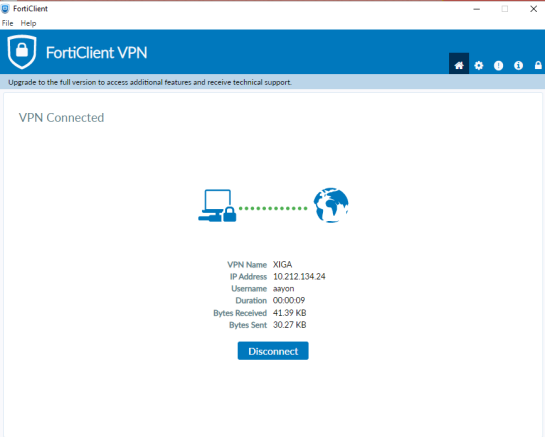 FortiClient
File Help
FortiClient VPN
Upgrade to the full version to access additional features and receive technical support.
VPN Connected
VPN Name XIGA
IP Address 10.212.134.24
Username aayon
Duration 00:00:09
Bytes Received 41.39 KB
Bytes Sent 30.27 KB
Disconnect